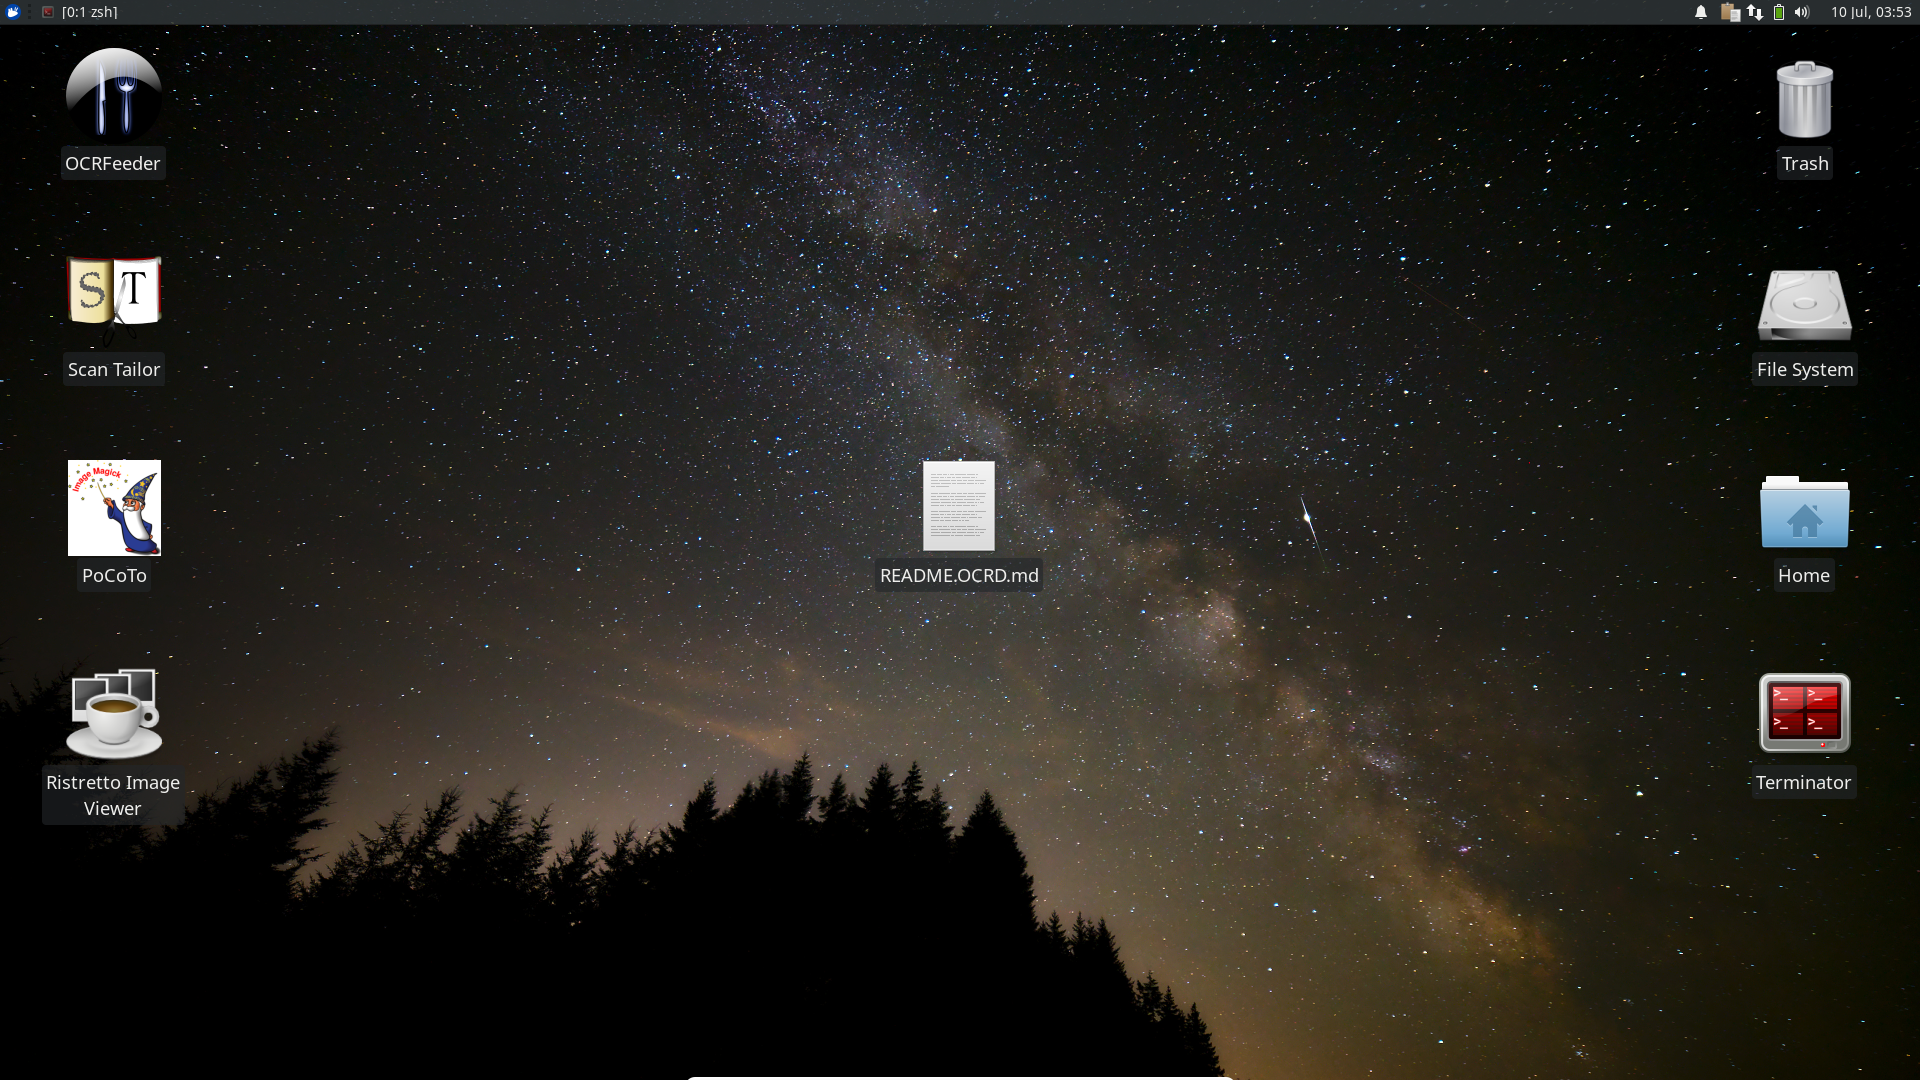 [0:1 zsh]
10 Jul, 03:53
OCRFeeder
Trash
S T
Scan Tailor
File System
Image Magick
PoCoTo
README.OCRD.md
Home
>_ >_
>_ >_
Ristretto Image
Viewer
Terminator